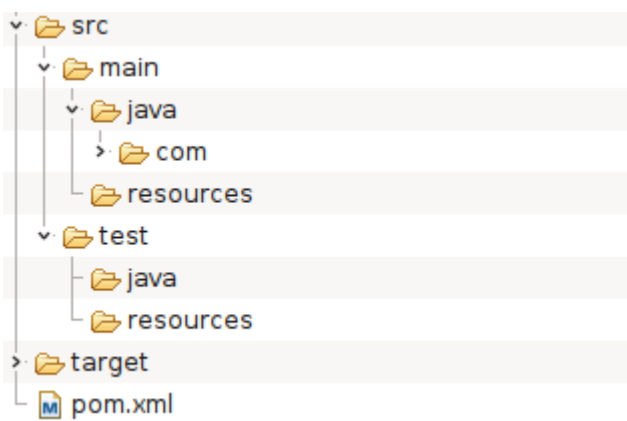 src
main
java
com
resources
test
java
resources
target
pom.xml